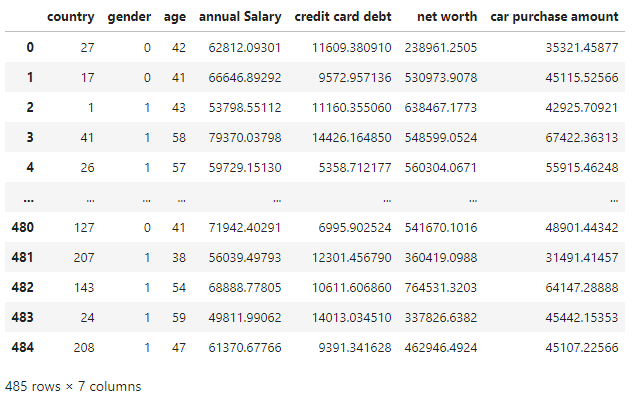 country gender age annual Salary credit card debt net worth car purchase amount
0 27 0 42 62812.09301 11609.380910 238961.2505 35321.45877
1 17 0 41 66646.89292 9572.957136 530973.9078 45115.52566
2 1 1 43 53798.55112 11160.355060 638467.1773 42925.70921
3 41 1 58 79370.03798 14426.164850 548599.0524 67422.36313
4 26 1 57 59729.15130 5358.712177 560304.0671 55915.46248
... ... ... ... ... ... ... ...
480 127 0 41 71942.40291 6995.902524 541670.1016 48901.44342
481 207 1 38 56039.49793 12301.456790 360419.0988 31491.41457
482 143 1 54 68888.77805 10611.606860 764531.3203 64147.28888
483 24 1 59 49811.99062 14013.034510 337826.6382 45442.15353
484 208 1 47 61370.67766 9391.341628 462946.4924 45107.22566
485 rows × 7 columns